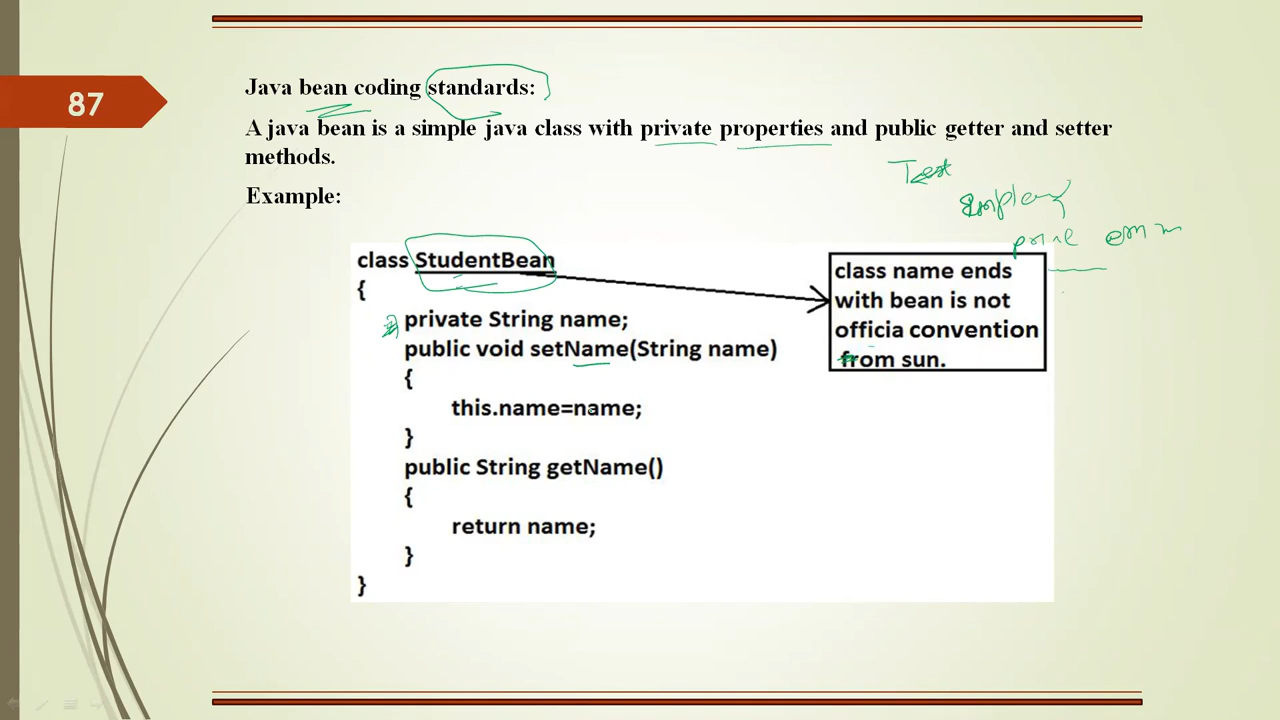 87
Java bean coding standards:
A java bean is a simple java class with private properties and public getter and setter
methods.
Example:
Test
class StudentBean
{
private String name;
public void setName(String name)
{
this.name=name;
}
public String getName()
{
return name;
}
}
class name ends
with bean is not
officia convention
from sun.